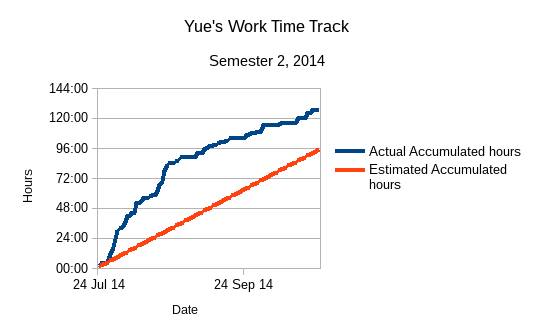 Yue's Work Time Track
Semester 2, 2014
144:00
120:00
96:00
72:00
48:00
24:00
00:00
Hours
24 Jul 14
24 Sep 14
Date
Actual Accumulated hours
Estimated Accumulated
hours